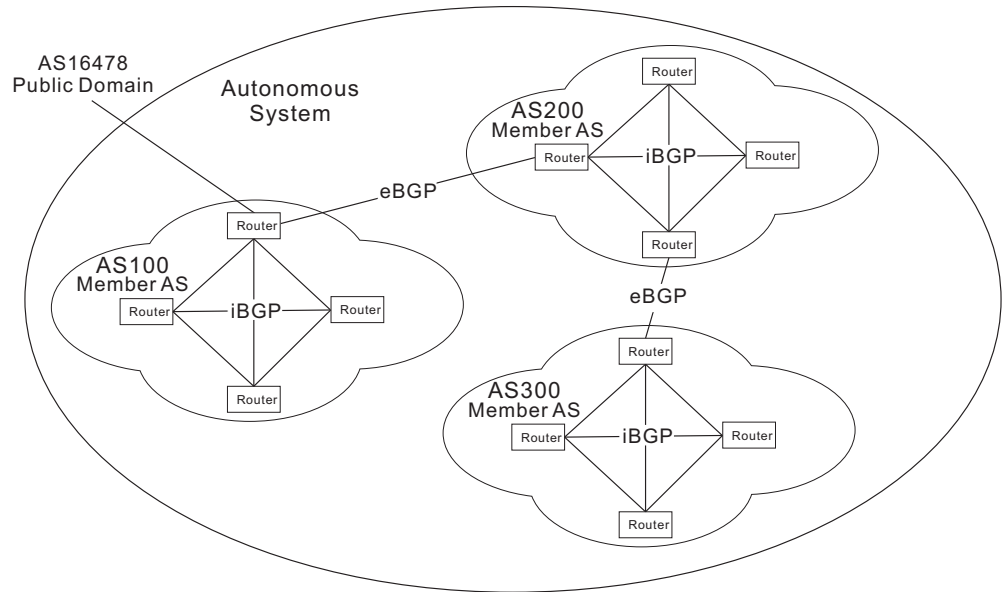 AS16478
Public Domain
Autonomous
System
Router
AS200
Member AS
Router
iBGP
Router
Router
eBGP
Router
AS100
Member AS
Router
iBGP
Router
Router
eBGP
Router
AS300
Member AS
Router
iBGP
Router
Router